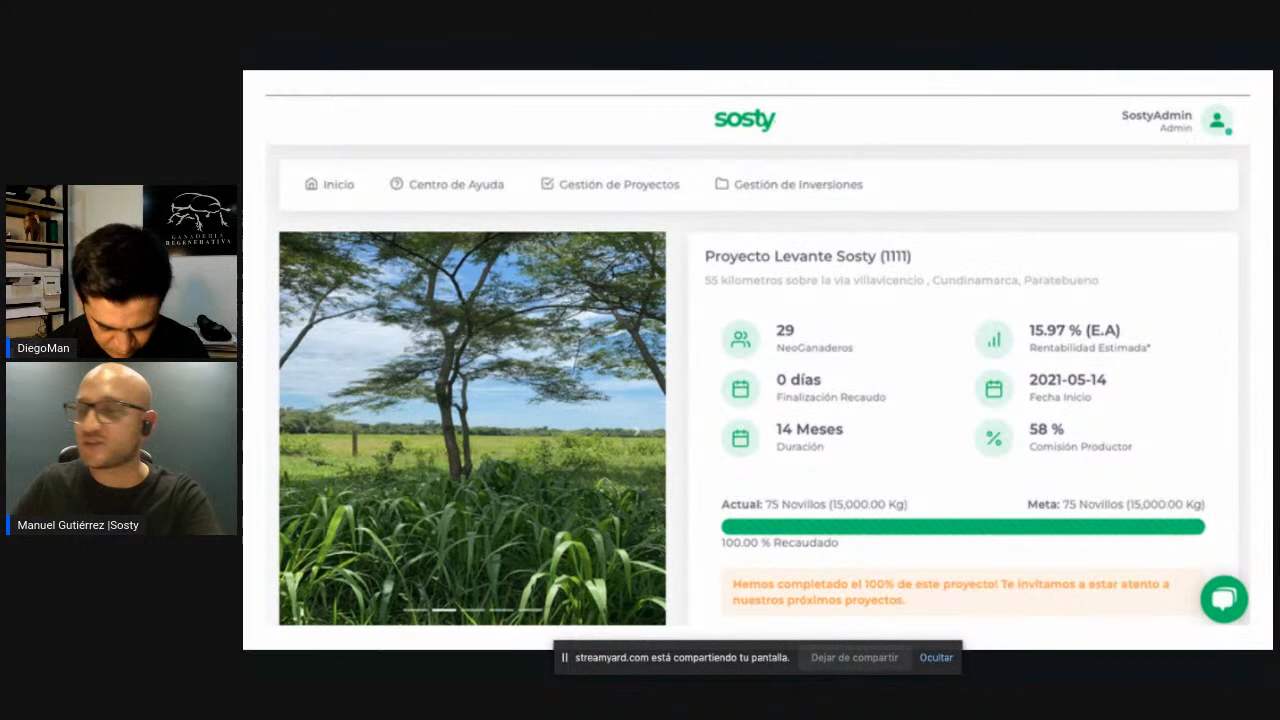 sosty
SostyAdmin
Admin
Inicio
Centro de Ayuda
Gestión de Proyectos
Gestión de Inversiones
GANADERIA
REGENERATIVA
DiegoMan
Manuel Gutiérrez |Sosty
Proyecto Levante Sosty (1111)
55 kilometros sobre la via villavicencio , Cundinamarca, Paratebueno
29
NeoGanaderos
15.97 % (E.A)
Rentabilidad Estimada*
0 días
Finalización Recaudo
2021-05-14
Fecha Inicio
14 Meses
Duración
58 %
Comisión Productor
Actual: 75 Novillos (15,000.00 Kg)
Meta: 75 Novillos (15,000.00 Kg)
100.00 % Recaudado
Hemos completado el 100% de este proyecto! Te invitamos a estar atento a
nuestros próximos proyectos.
streamyard.com está compartiendo tu pantalla.
Dejar de compartir
Ocultar